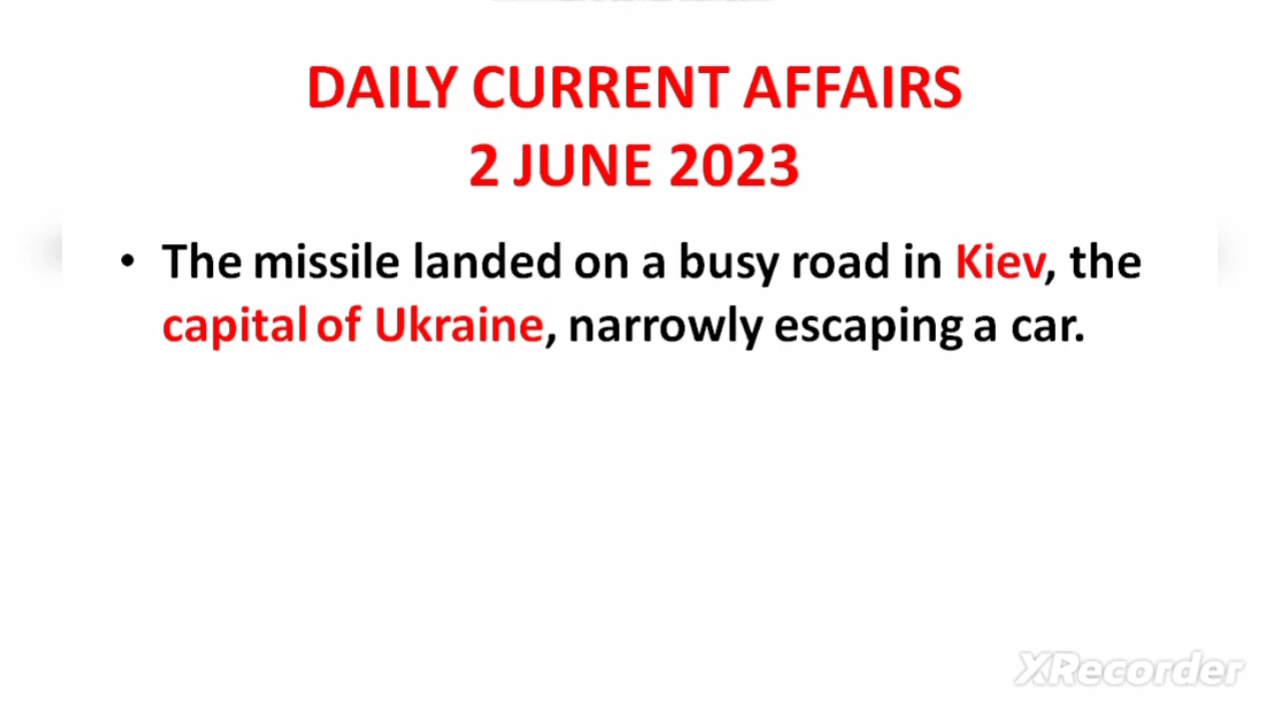 DAILY CURRENT AFFAIRS
2 JUNE 2023
• The missile landed on a busy road in Kiev, the
capital of Ukraine, narrowly escaping a car.
XRecorder